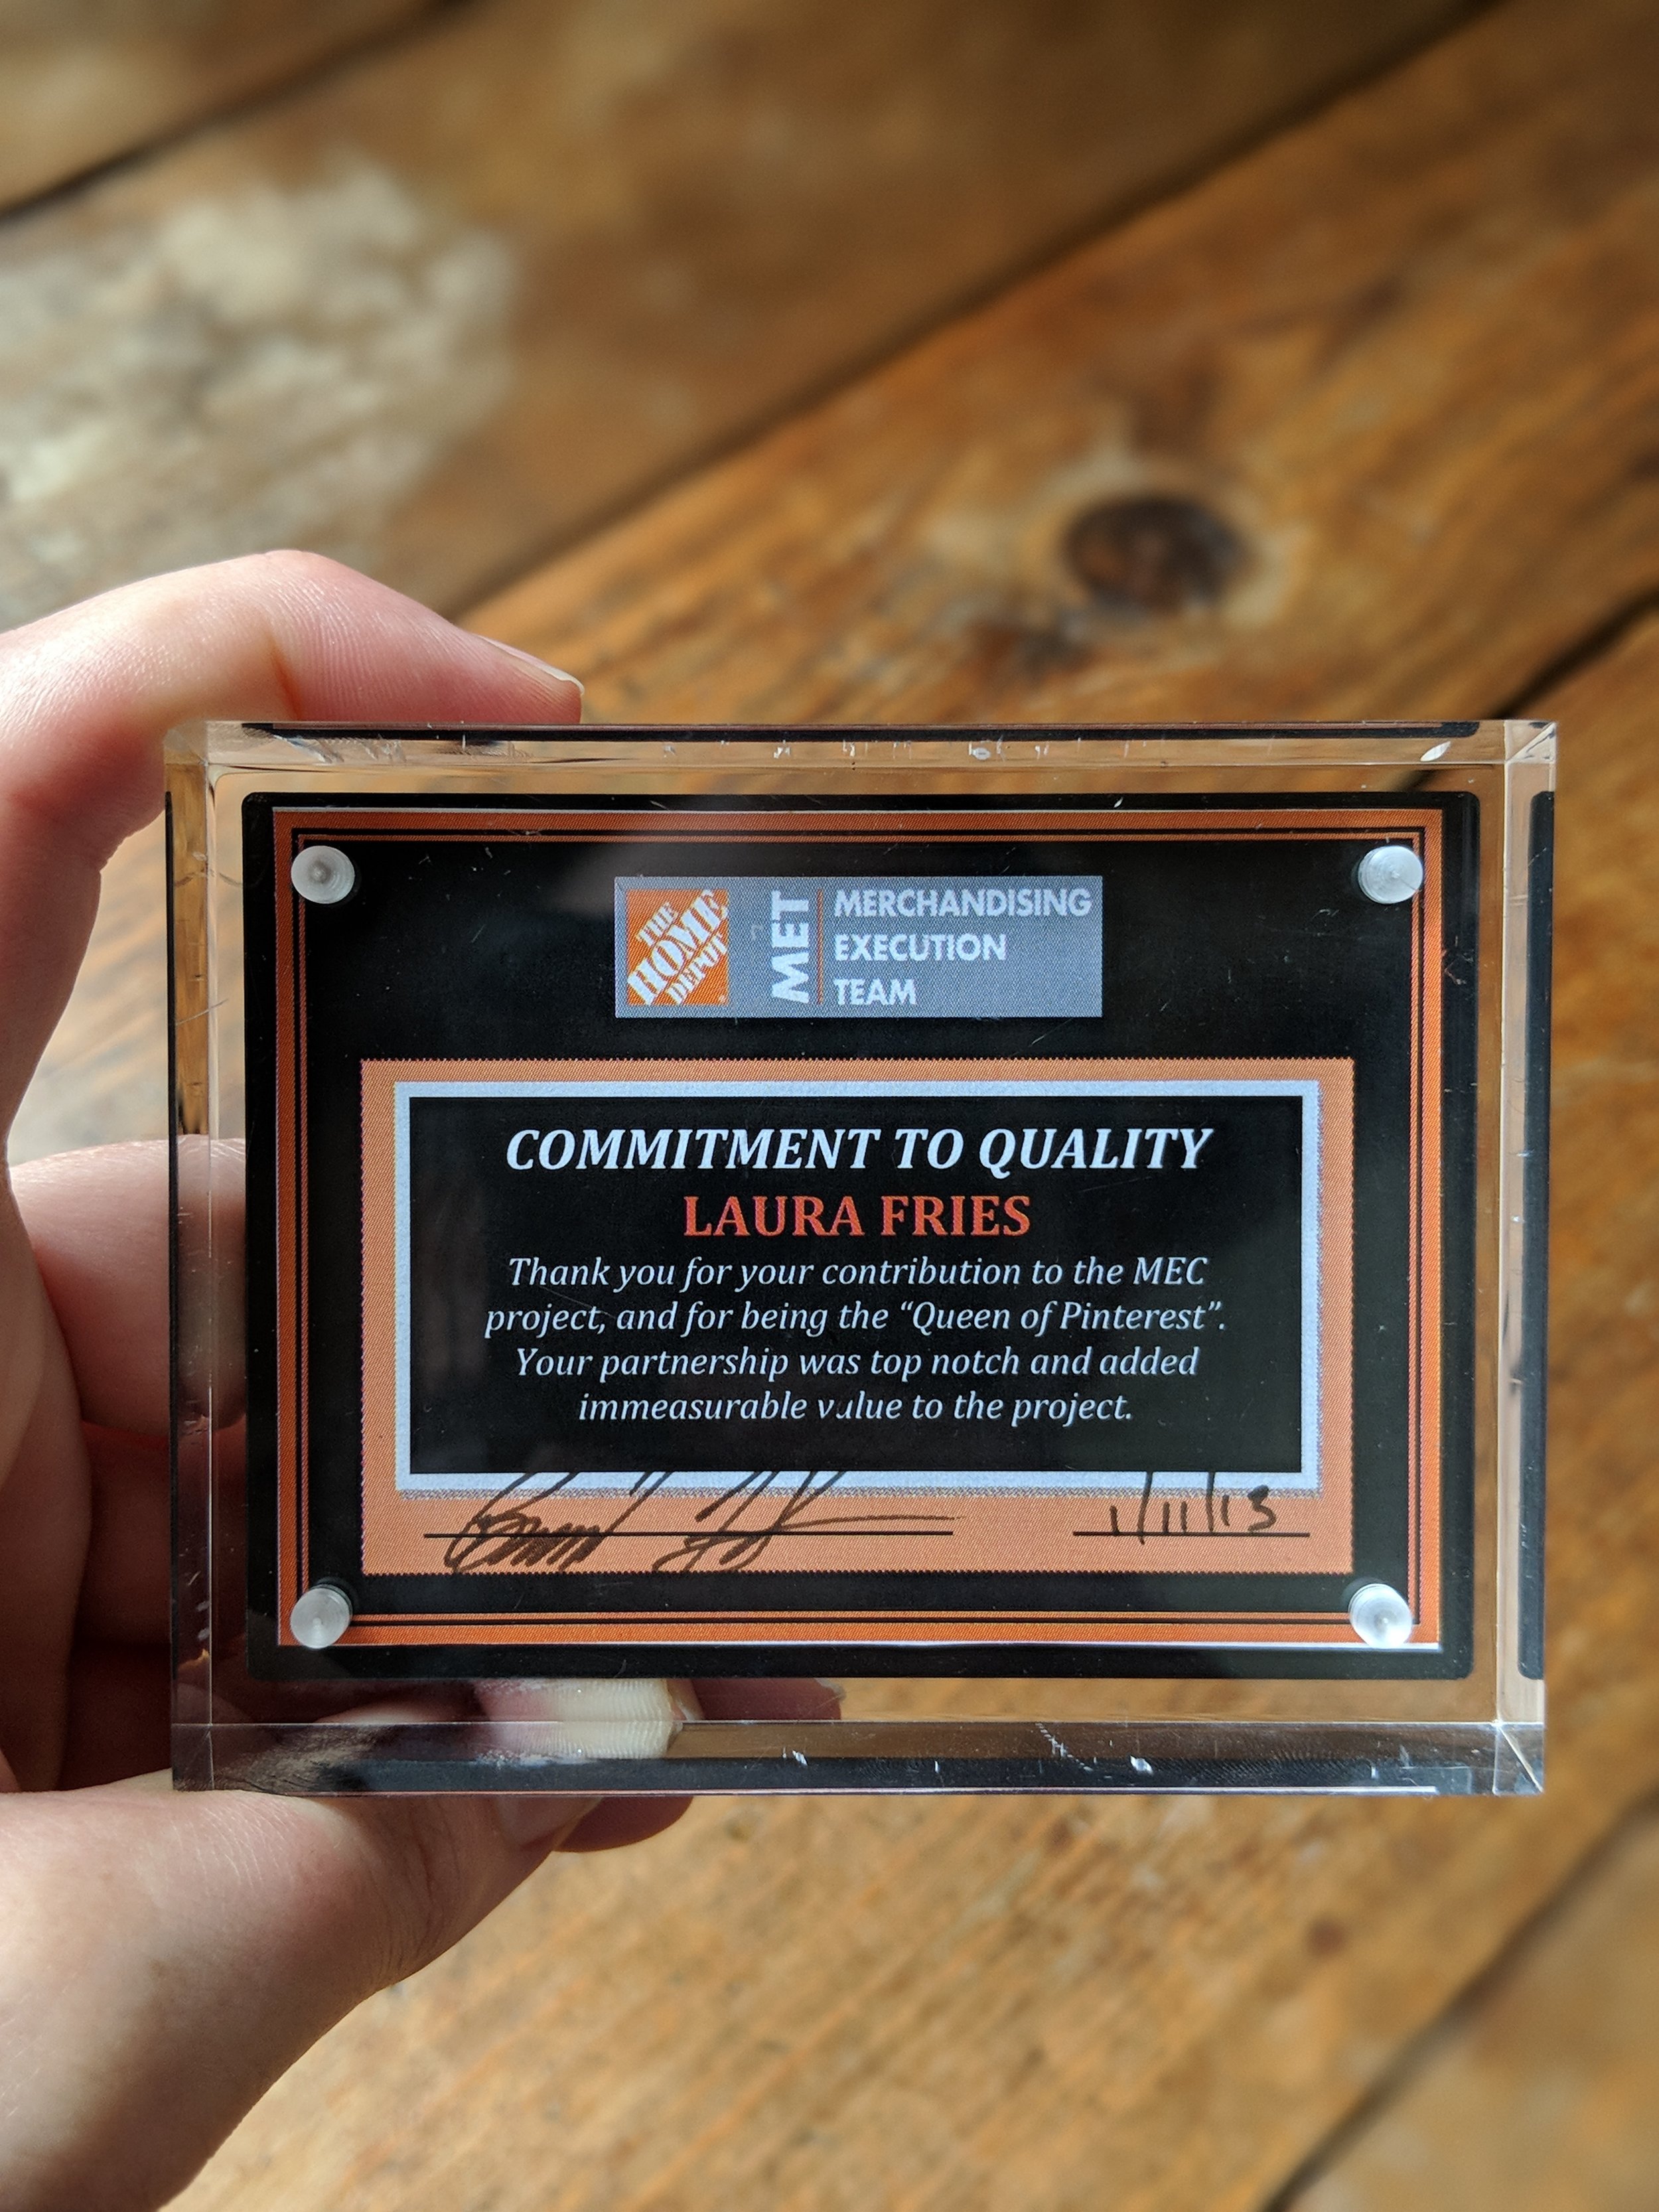 THE
HOME
DEPOT
MET
MERCHANDISING
EXECUTION
TEAM
COMMITMENT TO QUALITY
LAURA FRIES
Thank you for your contribution to the MEC
project, and for being the “Queen of Pinterest”.
Your partnership was top notch and added
immeasurable value to the project.
1/11/13